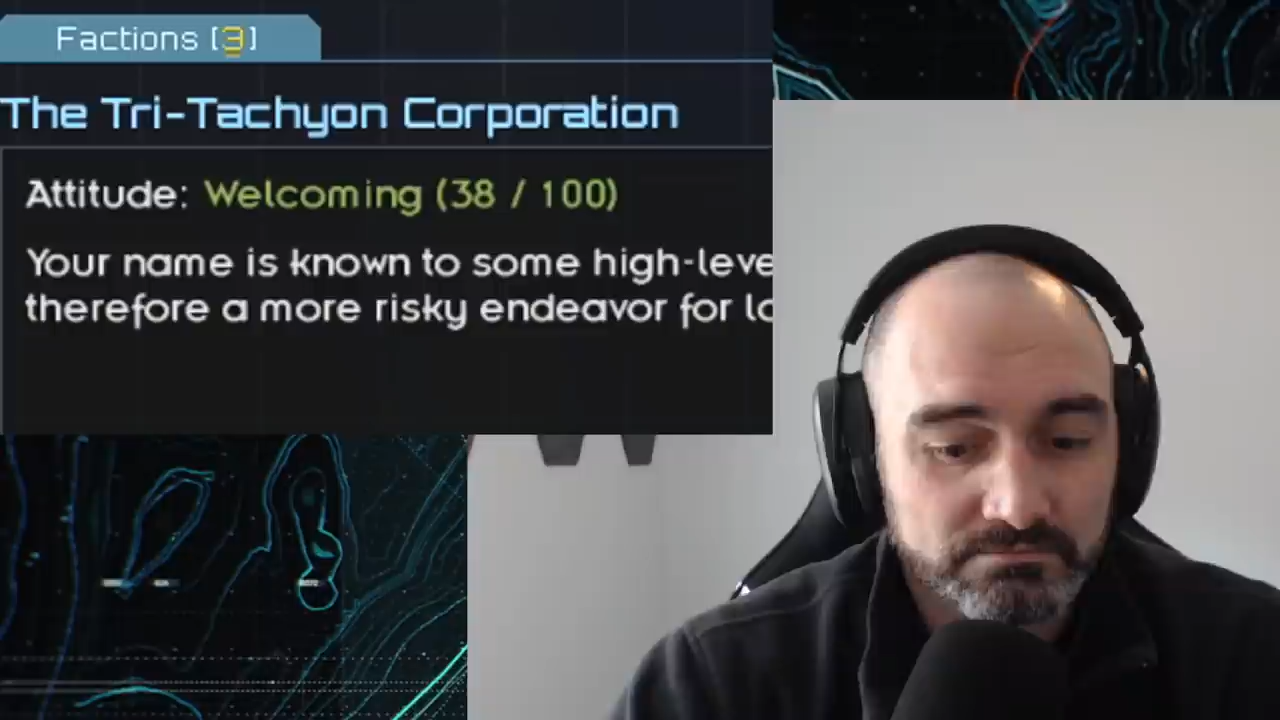 Factions [3]
The Tri-Tachyon Corporation
Attitude: Welcoming (38 / 100)
Your name is known to some high-leve
therefore a more risky endeavor for lo